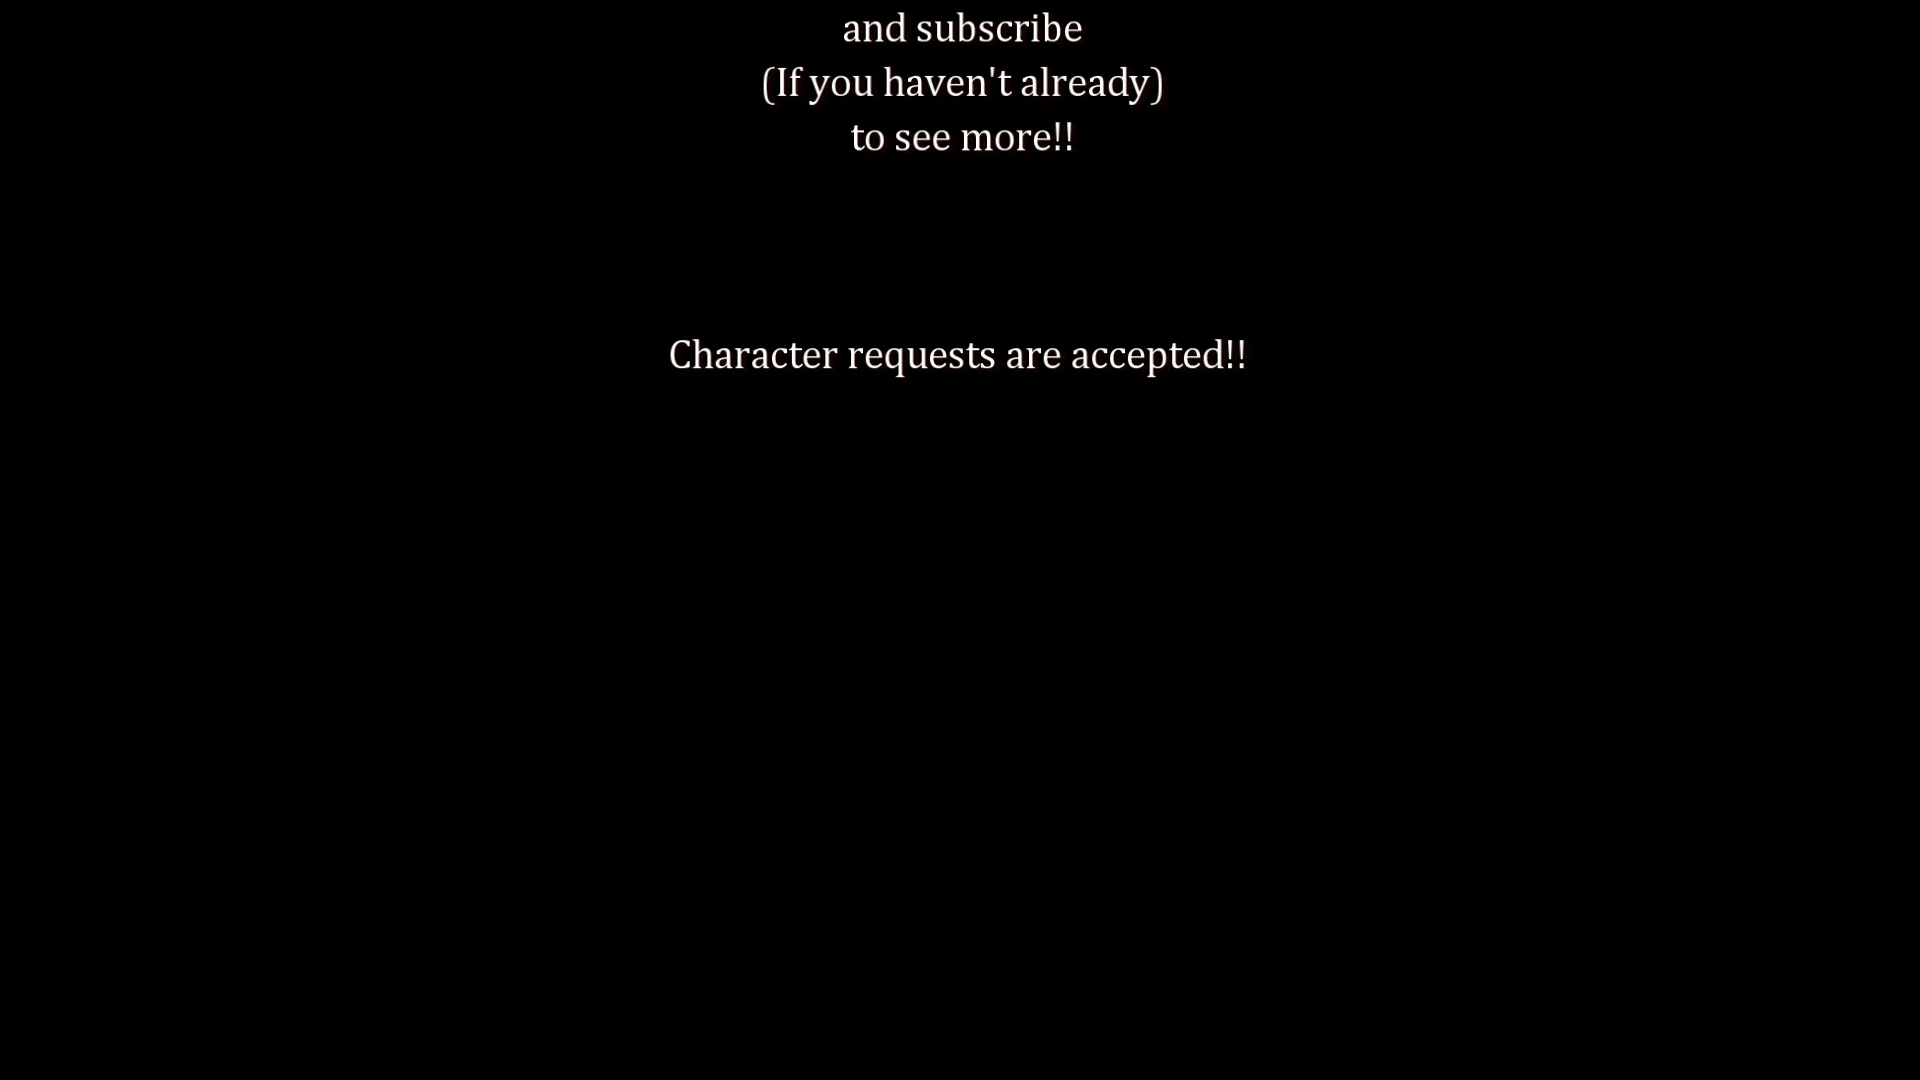 and subscribe
(If you haven't already)
to see more!!
Character requests are accepted!!